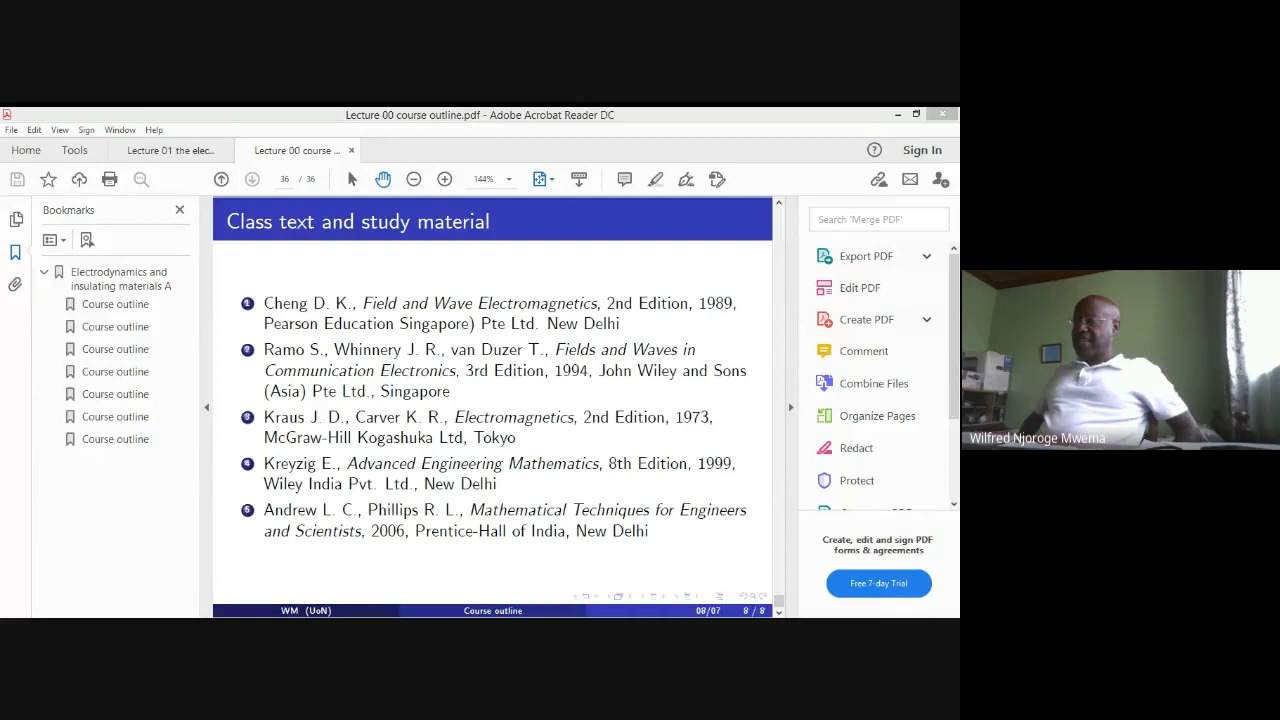 Lecture 00 course outline.pdf - Adobe Acrobat Reader DC
File Edit View Sign Window Help
Home Tools Lecture 01 the elec... Lecture 00 course ... Sign In
36 / 36 144%
Bookmarks
Electrodynamics and
insulating materials A
Course outline
Course outline
Course outline
Course outline
Course outline
Course outline
Course outline
Class text and study material
1 Cheng D. K., Field and Wave Electromagnetics, 2nd Edition, 1989,
Pearson Education Singapore) Pte Ltd. New Delhi
2 Ramo S., Whinnery J. R., van Duzer T., Fields and Waves in
Communication Electronics, 3rd Edition, 1994, John Wiley and Sons
(Asia) Pte Ltd., Singapore
3 Kraus J. D., Carver K. R., Electromagnetics, 2nd Edition, 1973,
McGraw-Hill Kogashuka Ltd, Tokyo
4 Kreyzig E., Advanced Engineering Mathematics, 8th Edition, 1999,
Wiley India Pvt. Ltd., New Delhi
5 Andrew L. C., Phillips R. L., Mathematical Techniques for Engineers
and Scientists, 2006, Prentice-Hall of India, New Delhi
WM (UoN) Course outline 08/07 8 / 8
Search 'Merge PDF'
Export PDF
Edit PDF
Create PDF
Comment
Combine Files
Organize Pages
Redact
Protect
Create, edit and sign PDF
forms & agreements
Free 7-day Trial
Wilfred Njoroge Mwema